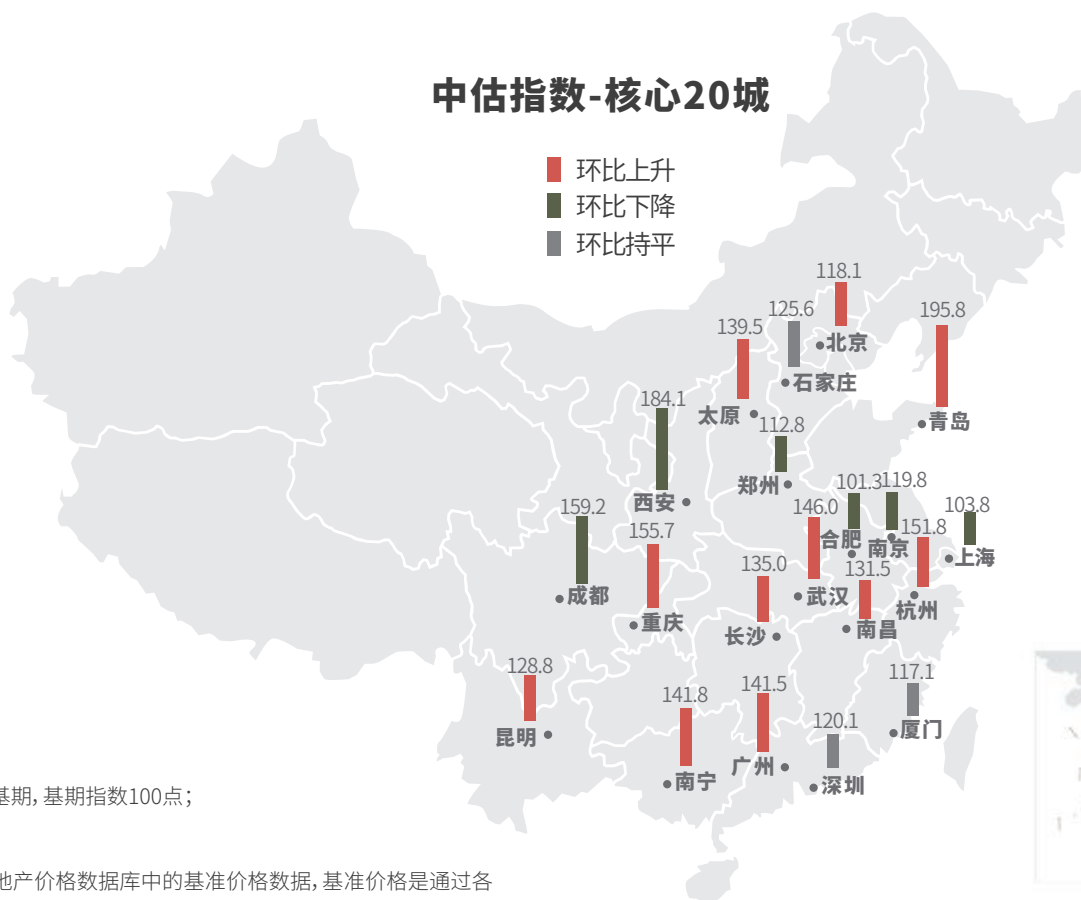 中估指数-核心20城
环比上升
环比下降
环比持平
118.1
北京
125.6
石家庄
195.8
青岛
139.5
太原
184.1
西安
112.8
郑州
101.3
合肥
119.8
南京
103.8
上海
159.2
成都
155.7
重庆
146.0
武汉
151.8
杭州
135.0
长沙
131.5
南昌
128.8
昆明
141.8
南宁
141.5
广州
117.1
厦门
120.1
深圳
基期，基期指数100点；
地产价格数据库中的基准价格数据，基准价格是通过各